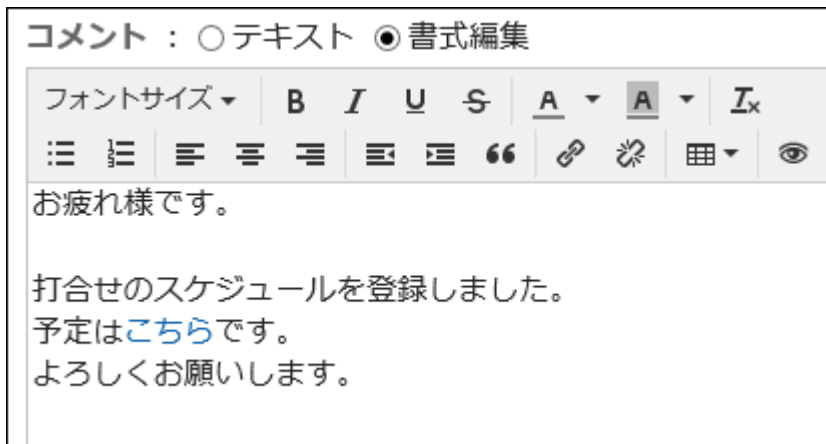 コメント : テキスト 書式編集
フォントサイズ B I U S A A Tx
お疲れ様です。
打合せのスケジュールを登録しました。
予定はこちらです。
よろしくお願いします。